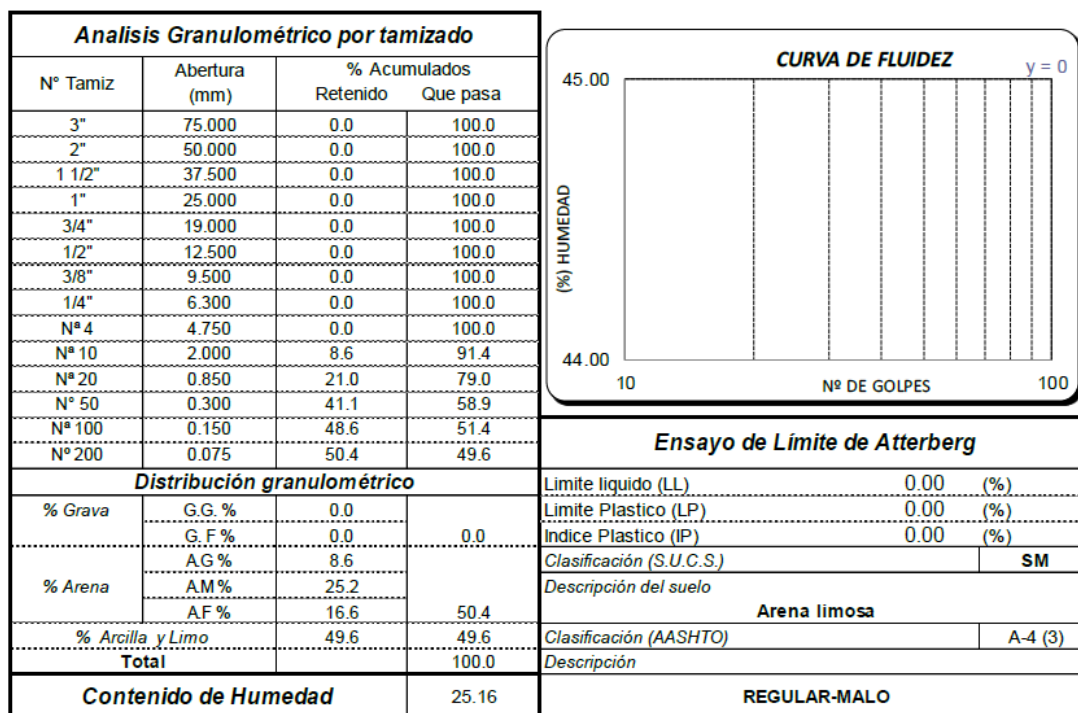 Analisis Granulométrico por tamizado
N° Tamiz Abertura (mm) % Acumulados
Retenido Que pasa
3" 75.000 0.0 100.0
2" 50.000 0.0 100.0
1 1/2" 37.500 0.0 100.0
1" 25.000 0.0 100.0
3/4" 19.000 0.0 100.0
1/2" 12.500 0.0 100.0
3/8" 9.500 0.0 100.0
1/4" 6.300 0.0 100.0
Nª 4 4.750 0.0 100.0
Nª 10 2.000 8.6 91.4
Nª 20 0.850 21.0 79.0
N° 50 0.300 41.1 58.9
Nª 100 0.150 48.6 51.4
Nº 200 0.075 50.4 49.6
Distribución granulométrico
% Grava G.G. % 0.0
G. F % 0.0 0.0
A.G % 8.6
% Arena A.M % 25.2
A.F % 16.6 50.4
% Arcilla y Limo 49.6 49.6
Total 100.0
Contenido de Humedad 25.16
CURVA DE FLUIDEZ
y = 0
45.00
(%) HUMEDAD
44.00
10 Nº DE GOLPES 100
Ensayo de Límite de Atterberg
Limite liquido (LL) 0.00 (%)
Limite Plastico (LP) 0.00 (%)
Indice Plastico (IP) 0.00 (%)
Clasificación (S.U.C.S.) SM
Descripción del suelo
Arena limosa
Clasificación (AASHTO) A-4 (3)
Descripción
REGULAR-MALO